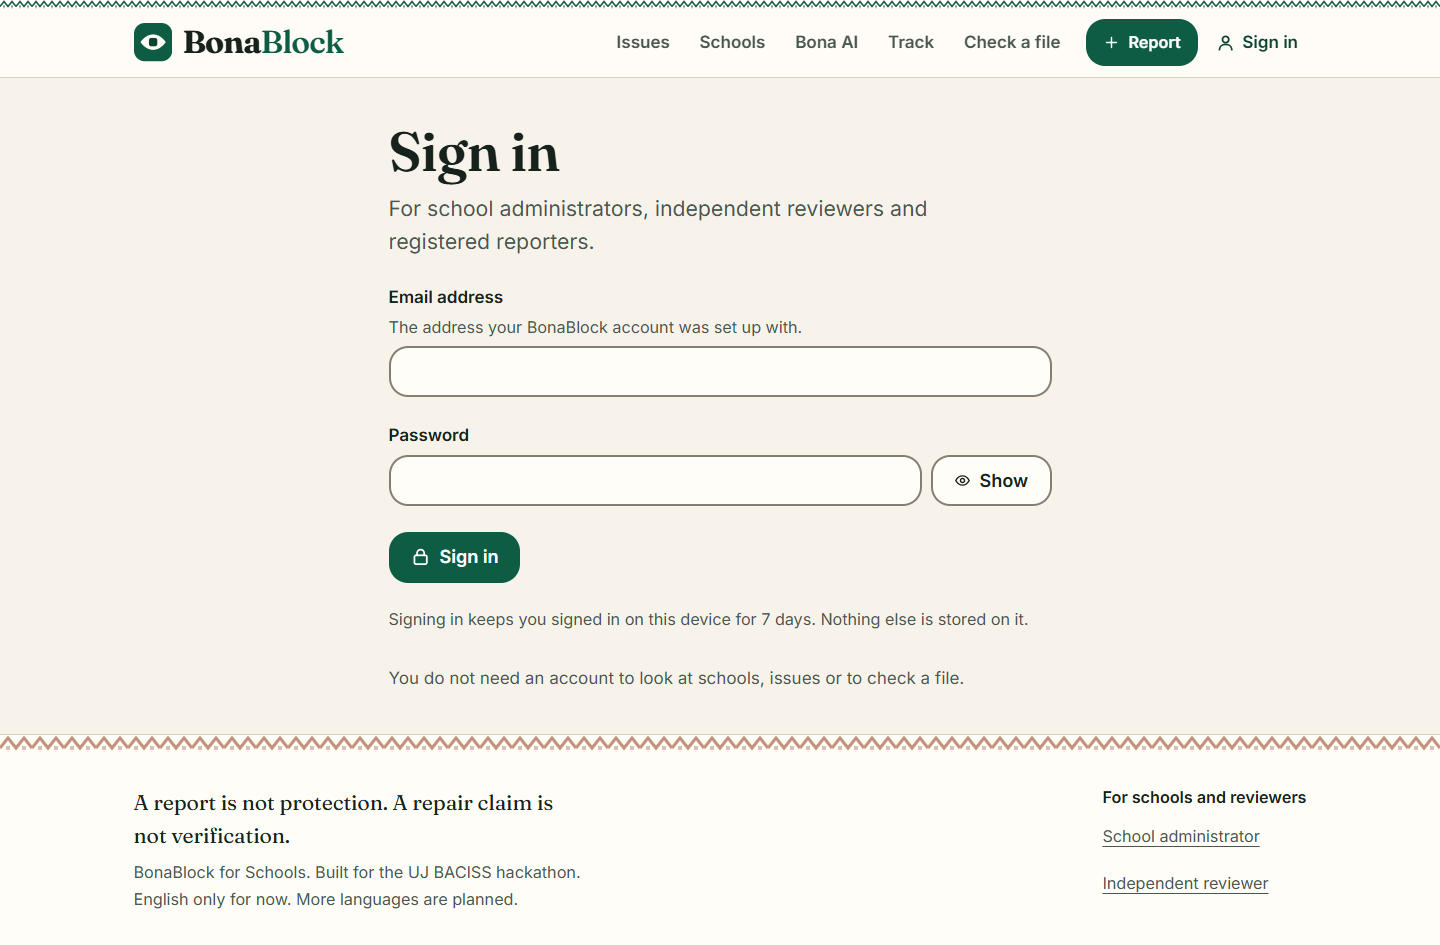 BonaBlock
Issues
Schools
Bona AI
Track
Check a file
Report
Sign in
Sign in
For school administrators, independent reviewers and
registered reporters.
Email address
The address your BonaBlock account was set up with.
Password
Show
Sign in
Signing in keeps you signed in on this device for 7 days. Nothing else is stored on it.
You do not need an account to look at schools, issues or to check a file.
A report is not protection. A repair claim is
not verification.
BonaBlock for Schools. Built for the UJ BACISS hackathon.
English only for now. More languages are planned.
For schools and reviewers
School administrator
Independent reviewer